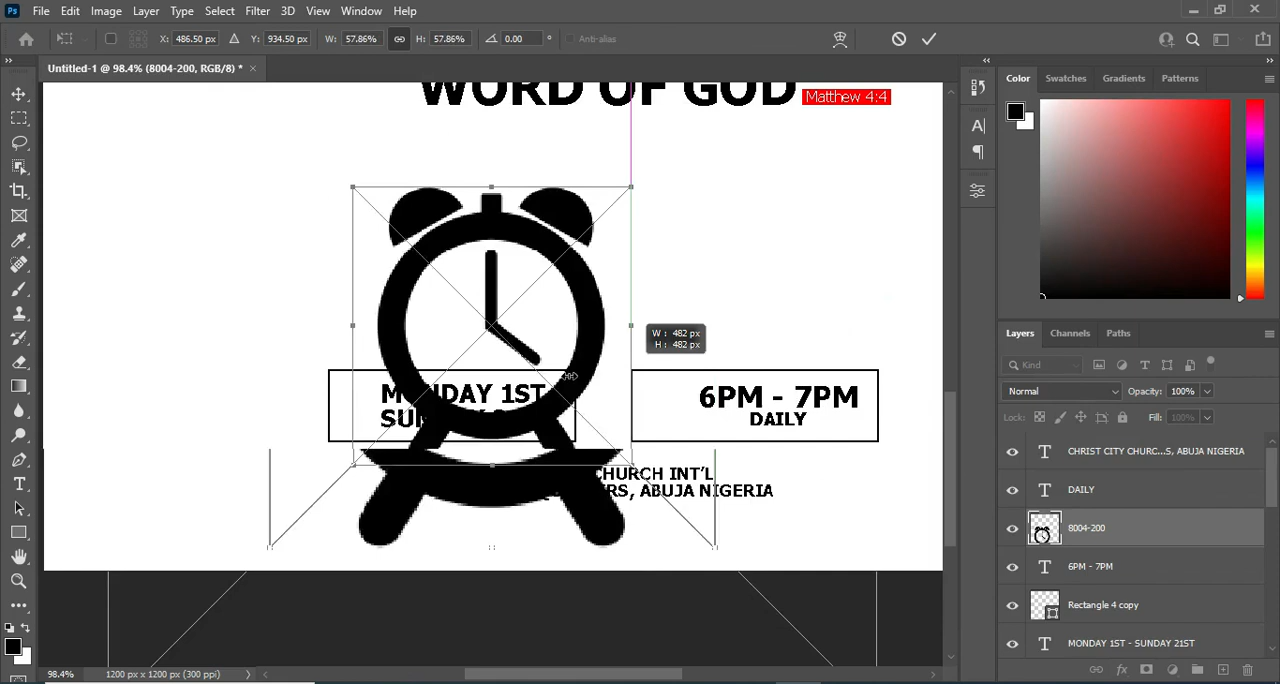 Ps File Edit Image Layer Type Select Filter 3D View Window Help
X: 486.50 px Y: 934.50 px W: 57.86% H: 57.86% 0.00 ° Anti-alias
Untitled-1 @ 98.4% (8004-200, RGB/8) * ×
WORD OF GOD
Matthew 4:4
W : 482 px
H : 482 px
MONDAY 1ST
SUN
6PM - 7PM
DAILY
CHURCH INT'L
RS, ABUJA NIGERIA
98.4% 1200 px x 1200 px (300 ppi)
Color Swatches Gradients Patterns
Layers Channels Paths
Kind
Normal Opacity: 100%
Lock: Fill: 100%
T CHRIST CITY CHURC...S, ABUJA NIGERIA
T DAILY
8004-200
T 6PM - 7PM
Rectangle 4 copy
T MONDAY 1ST - SUNDAY 21ST